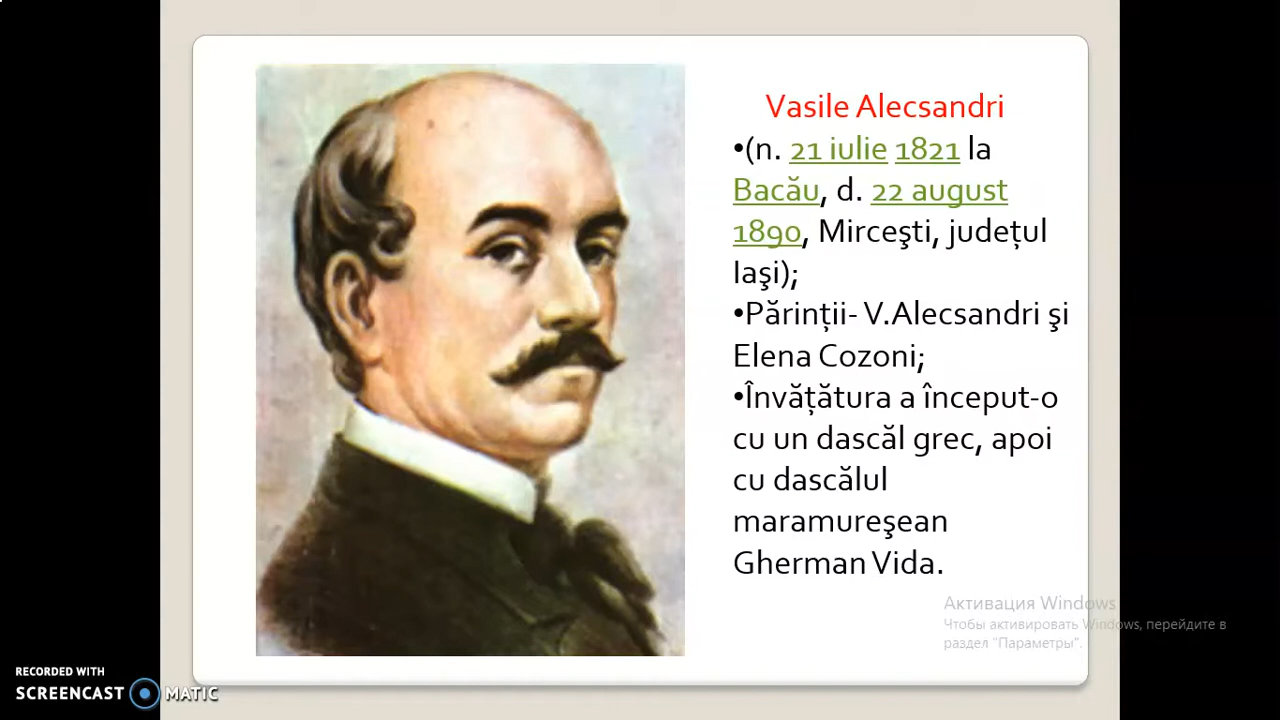 Vasile Alecsandri
•(n. 21 iulie 1821 la
Bacău, d. 22 august
1890, Mirceşti, județul
Iaşi);
•Părinții- V.Alecsandri şi
Elena Cozoni;
•Învățătura a început-o
cu un dascăl grec, apoi
cu dascălul
maramureşean
Gherman Vida.
Активация Windows
Чтобы активировать Windows, перейдите в
раздел "Параметры".
RECORDED WITH
SCREENCAST MATIC